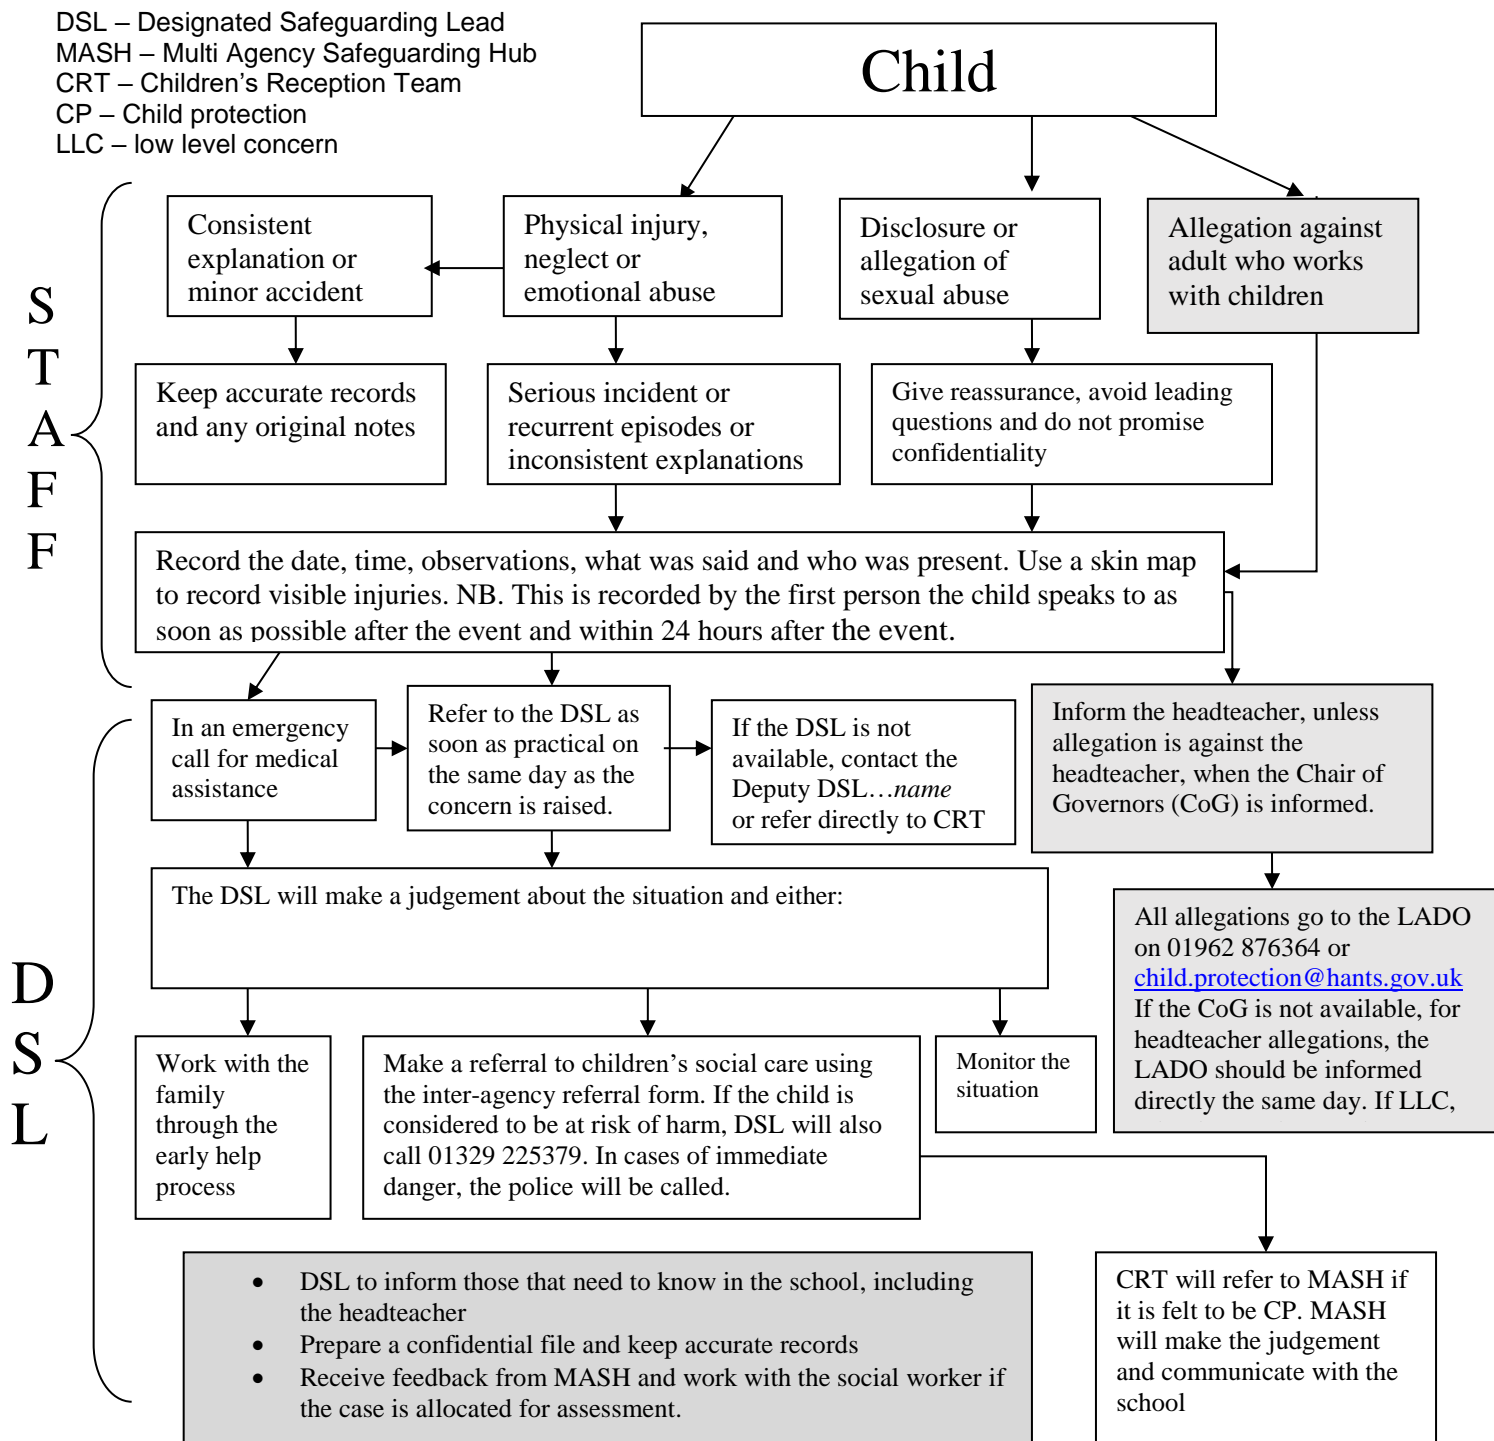 DSL – Designated Safeguarding Lead
MASH – Multi Agency Safeguarding Hub
CRT – Children's Reception Team
CP – Child protection
LLC – low level concern
Child
S
T
A
F
F
Consistent
explanation or
minor accident
Physical injury,
neglect or
emotional abuse
Disclosure or
allegation of
sexual abuse
Allegation against
adult who works
with children
Keep accurate records
and any original notes
Serious incident or
recurrent episodes or
inconsistent explanations
Give reassurance, avoid leading
questions and do not promise
confidentiality
Record the date, time, observations, what was said and who was present. Use a skin map
to record visible injuries. NB. This is recorded by the first person the child speaks to as
soon as possible after the event and within 24 hours after the event.
D
S
L
In an emergency
call for medical
assistance
Refer to the DSL as
soon as practical on
the same day as the
concern is raised.
If the DSL is not
available, contact the
Deputy DSL…name
or refer directly to CRT
Inform the headteacher, unless
allegation is against the
headteacher, when the Chair of
Governors (CoG) is informed.
The DSL will make a judgement about the situation and either:
All allegations go to the LADO
on 01962 876364 or
child.protection@hants.gov.uk
If the CoG is not available, for
headteacher allegations, the
LADO should be informed
directly the same day. If LLC,
Work with the
family
through the
early help
process
Make a referral to children's social care using
the inter-agency referral form. If the child is
considered to be at risk of harm, DSL will also
call 01329 225379. In cases of immediate
danger, the police will be called.
Monitor the
situation
• DSL to inform those that need to know in the school, including
the headteacher
• Prepare a confidential file and keep accurate records
• Receive feedback from MASH and work with the social worker if
the case is allocated for assessment.
CRT will refer to MASH if
it is felt to be CP. MASH
will make the judgement
and communicate with the
school